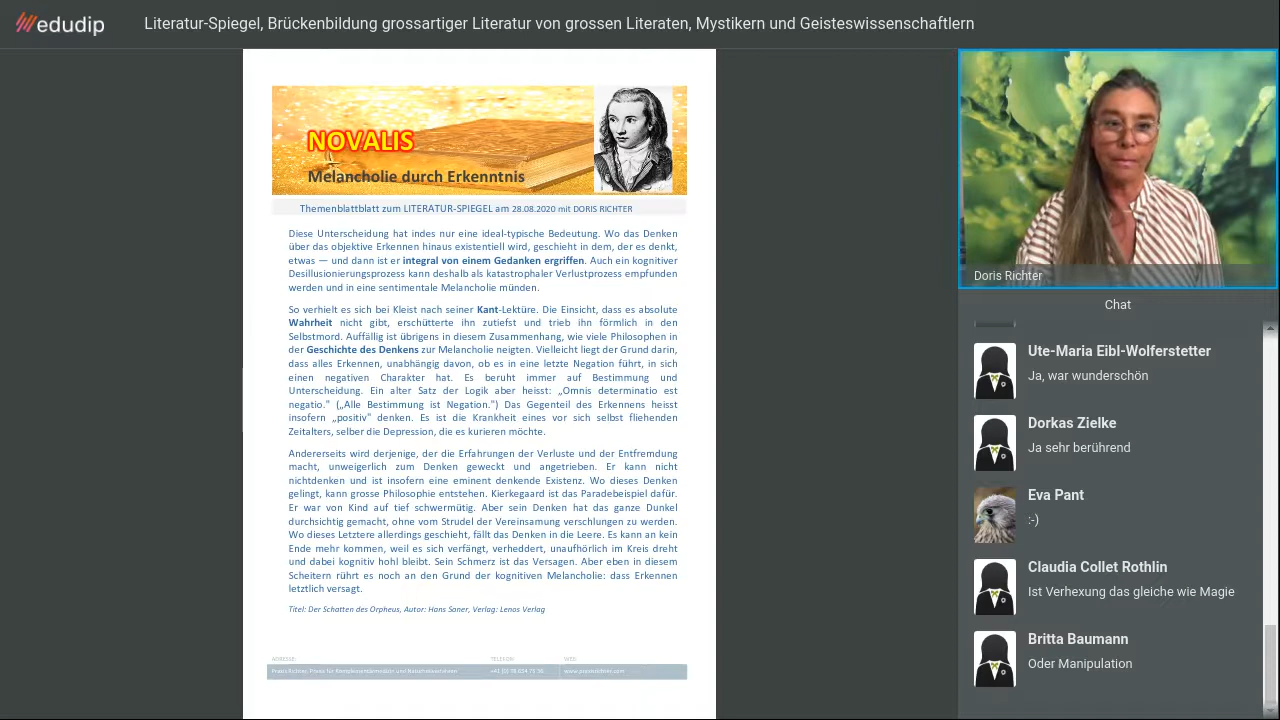 edudip
Literatur-Spiegel, Brückenbildung grossartiger Literatur von grossen Literaten, Mystikern und Geisteswissenschaftlern
NOVALIS
Melancholie durch Erkenntnis
Themenblattblatt zum LITERATUR-SPIEGEL am 28.08.2020 mit DORIS RICHTER
Diese Unterscheidung hat indes nur eine ideal-typische Bedeutung. Wo das Denken
über das objektive Erkennen hinaus existentiell wird, geschieht in dem, der es denkt,
etwas — und dann ist er integral von einem Gedanken ergriffen. Auch ein kognitiver
Desillusionierungsprozess kann deshalb als katastrophaler Verlustprozess empfunden
werden und in eine sentimentale Melancholie münden.
So verhielt es sich bei Kleist nach seiner Kant-Lektüre. Die Einsicht, dass es absolute
Wahrheit nicht gibt, erschütterte ihn zutiefst und trieb ihn förmlich in den
Selbstmord. Auffällig ist übrigens in diesem Zusammenhang, wie viele Philosophen in
der Geschichte des Denkens zur Melancholie neigten. Vielleicht liegt der Grund darin,
dass alles Erkennen, unabhängig davon, ob es in eine letzte Negation führt, in sich
einen negativen Charakter hat. Es beruht immer auf Bestimmung und
Unterscheidung. Ein alter Satz der Logik aber heisst: „Omnis determinatio est
negatio." („Alle Bestimmung ist Negation.") Das Gegenteil des Erkennens heisst
insofern „positiv" denken. Es ist die Krankheit eines vor sich selbst fliehenden
Zeitalters, selber die Depression, die es kurieren möchte.
Andererseits wird derjenige, der die Erfahrungen der Verluste und der Entfremdung
macht, unweigerlich zum Denken geweckt und angetrieben. Er kann nicht
nichtdenken und ist insofern eine eminent denkende Existenz. Wo dieses Denken
gelingt, kann grosse Philosophie entstehen. Kierkegaard ist das Paradebeispiel dafür.
Er war von Kind auf tief schwermütig. Aber sein Denken hat das ganze Dunkel
durchsichtig gemacht, ohne vom Strudel der Vereinsamung verschlungen zu werden.
Wo dieses Letztere allerdings geschieht, fällt das Denken in die Leere. Es kann an kein
Ende mehr kommen, weil es sich verfängt, verheddert, unaufhörlich im Kreis dreht
und dabei kognitiv hohl bleibt. Sein Schmerz ist das Versagen. Aber eben in diesem
Scheitern rührt es noch an den Grund der kognitiven Melancholie: dass Erkennen
letztlich versagt.
Titel: Der Schatten des Orpheus, Autor: Hans Saner, Verlag: Lenos Verlag
ADRESSE:
TELEFON:
WEB:
Doris Richter
Chat
Ute-Maria Eibl-Wolferstetter
Ja, war wunderschön
Dorkas Zielke
Ja sehr berührend
Eva Pant
:-)
Claudia Collet Rothlin
Ist Verhexung das gleiche wie Magie
Britta Baumann
Oder Manipulation